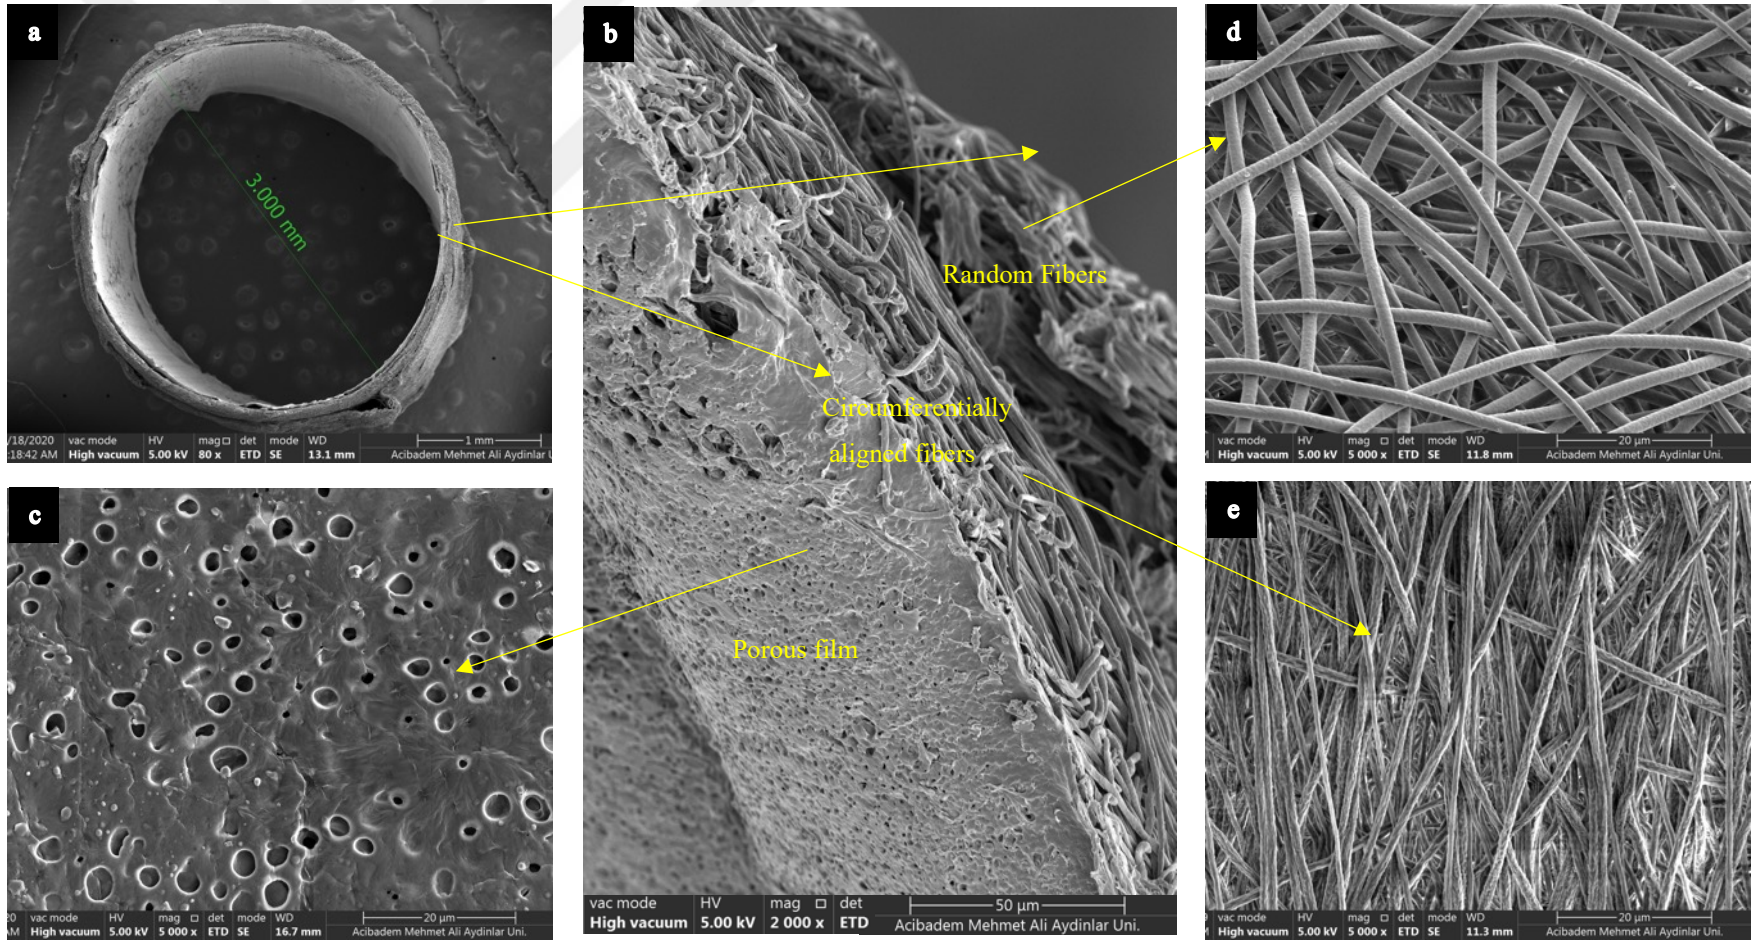 a
3.000 mm
/18/2020
:18:42 AM
vac mode
High vacuum
HV
5.00 kV
mag
80 x
det
ETD
mode
SE
WD
13.1 mm
1 mm
Acibadem Mehmet Ali Aydinlar U
b
Random Fibers
Circumferentially
aligned fibers
Porous film
vac mode
High vacuum
HV
5.00 kV
mag
2 000 x
det
ETD
50 µm
Acibadem Mehmet Ali Aydinlar Uni.
c
20
AM
vac mode
High vacuum
HV
5.00 kV
mag
5 000 x
det
ETD
mode
SE
WD
16.7 mm
20 µm
Acibadem Mehmet Ali Aydinlar Uni.
d
vac mode
High vacuum
HV
5.00 kV
mag
5 000 x
det
ETD
mode
SE
WD
11.8 mm
20 µm
Acibadem Mehmet Ali Aydinlar Uni.
e
vac mode
High vacuum
HV
5.00 kV
mag
5 000 x
det
ETD
mode
SE
WD
11.3 mm
20 µm
Acibadem Mehmet Ali Aydinlar Uni.